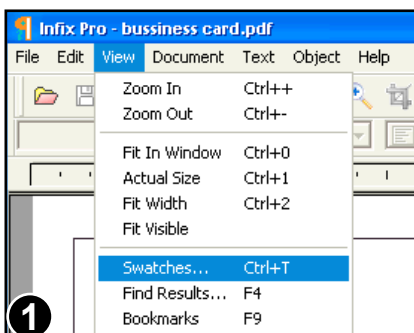 Infix Pro - bussiness card.pdf
File Edit View Document Text Object Help
Zoom In Ctrl++
Zoom Out Ctrl+-
Fit In Window Ctrl+0
Actual Size Ctrl+1
Fit Width Ctrl+2
Fit Visible
Swatches... Ctrl+T
Find Results... F4
Bookmarks F9
1